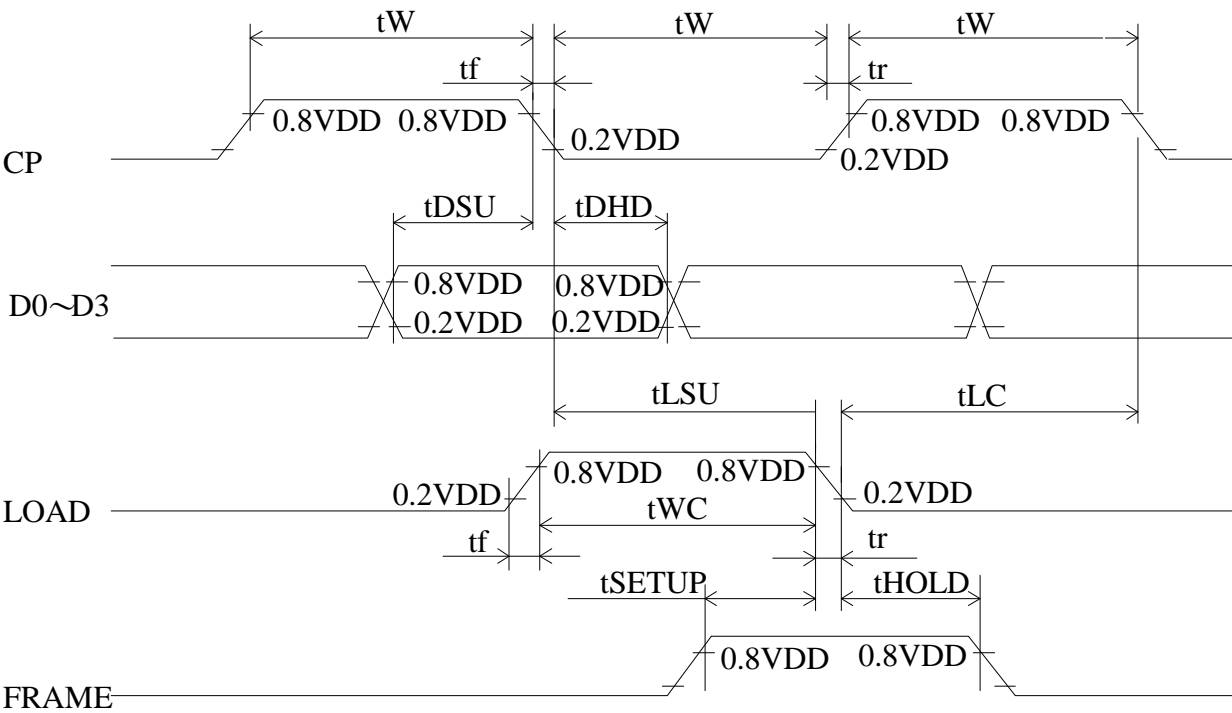 tW tW tW
tf tr
0.8VDD 0.8VDD 0.8VDD 0.8VDD
0.2VDD 0.2VDD
CP
tDSU tDHD
0.8VDD 0.8VDD
D0～D3
0.2VDD 0.2VDD
tLSU tLC
0.8VDD 0.8VDD
0.2VDD 0.2VDD
LOAD
tWC
tf tr
tSETUP tHOLD
0.8VDD 0.8VDD
FRAME